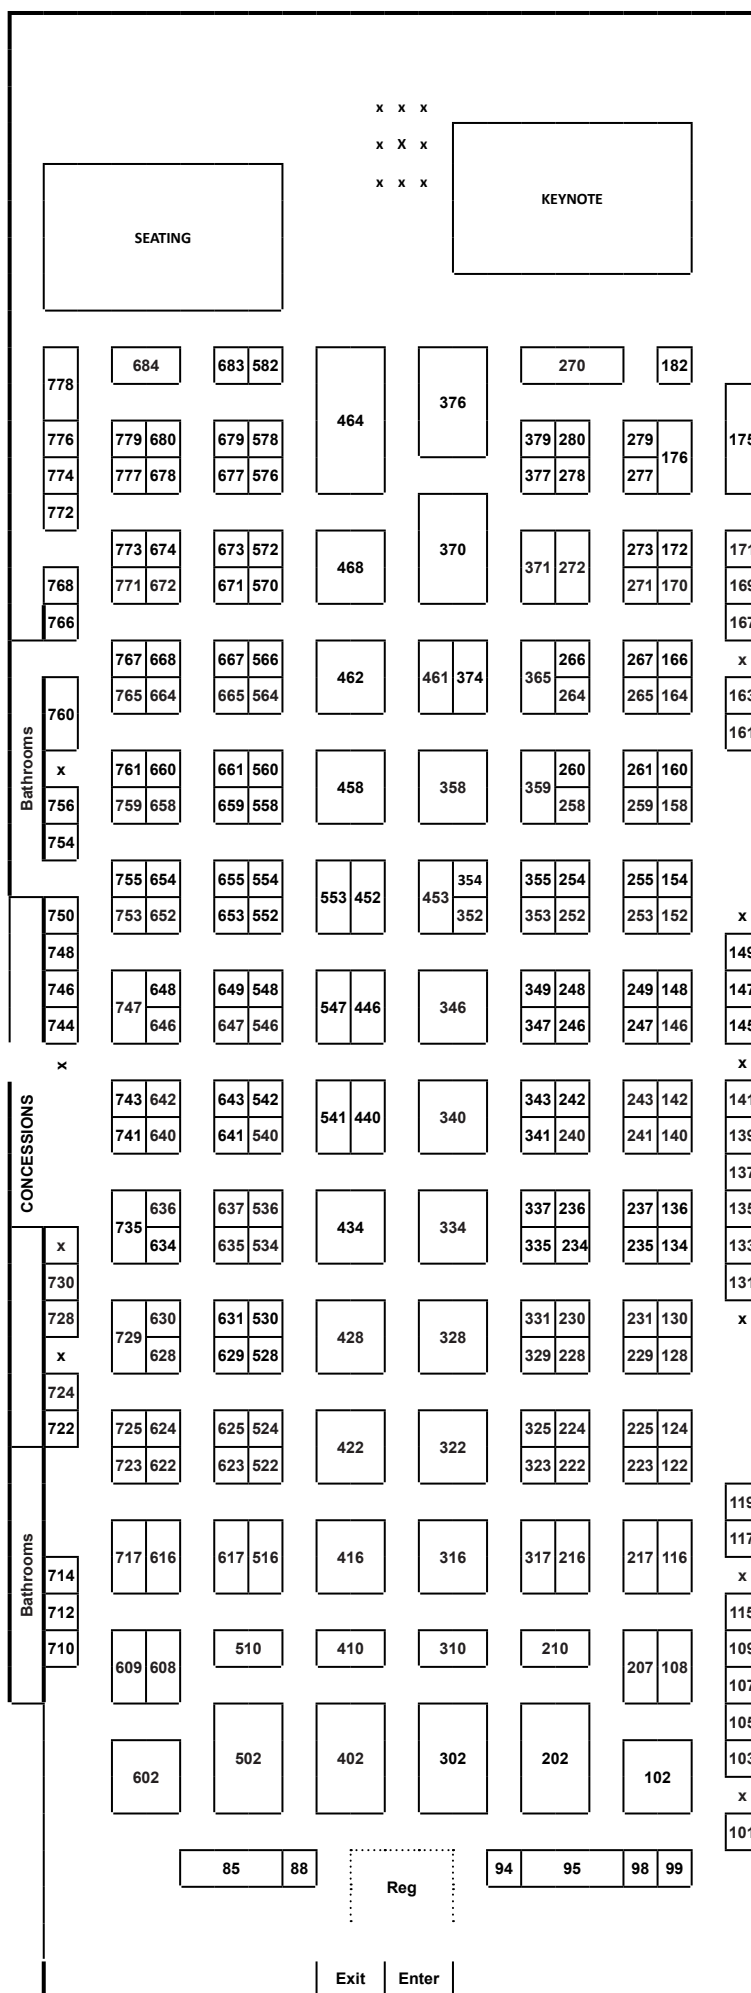 x x x
x X x
x x x
KEYNOTE
SEATING
684 683 582 270 182
778 376
464
776 779 680 679 578 379 280 279 175
176
774 777 678 677 576 377 278 277
772
773 674 673 572 370 273 172 171
468 371 272
768 771 672 671 570 271 170 169
766 167
767 668 667 566 266 267 166 x
462 461 374 365
765 664 665 564 264 265 164 163
760
161
Bathrooms
x 761 660 661 560 260 261 160
458 358 359
756 759 658 659 558 258 259 158
754
755 654 655 554 354 355 254 255 154
553 452 453
750 753 652 653 552 352 353 252 253 152 x
748 149
746 648 649 548 349 248 249 148 147
747 547 446 346
744 646 647 546 347 246 247 146 145
x x
CONCESSIONS
743 642 643 542 343 242 243 142 141
541 440 340
741 640 641 540 341 240 241 140 139
137
636 637 536 337 236 237 136 135
735 434 334
x 634 635 534 335 234 235 134 133
730 131
728 630 631 530 331 230 231 130 x
729 428 328
x 628 629 528 329 228 229 128
724
722 725 624 625 524 325 224 225 124
422 322
723 622 623 522 323 222 223 122
119
117
Bathrooms
717 616 617 516 416 316 317 216 217 116
714 x
712 115
710 510 410 310 210 109
609 608 207 108
107
105
502 402 302 202 103
602 102
x
101
85 88 94 95 98 99
Reg
Exit Enter